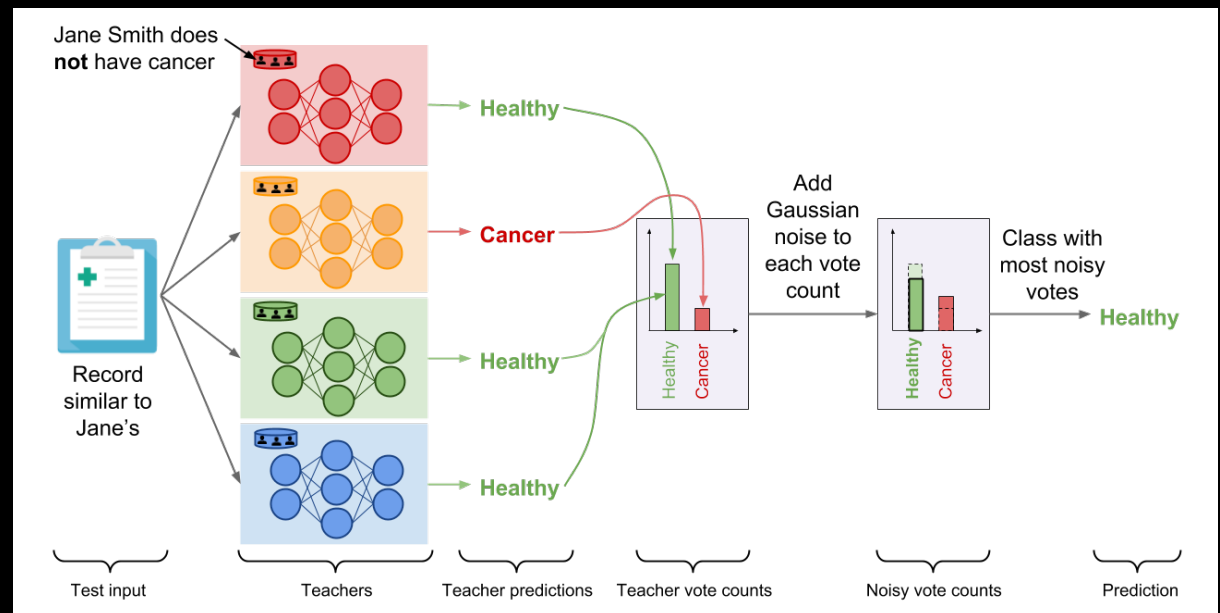 Jane Smith does
not have cancer
Record
similar to
Jane's
Healthy
Cancer
Healthy
Healthy
Healthy
Cancer
Add
Gaussian
noise to
each vote
count
Healthy
Cancer
Class with
most noisy
votes
Healthy
Test input
Teachers
Teacher predictions
Teacher vote counts
Noisy vote counts
Prediction